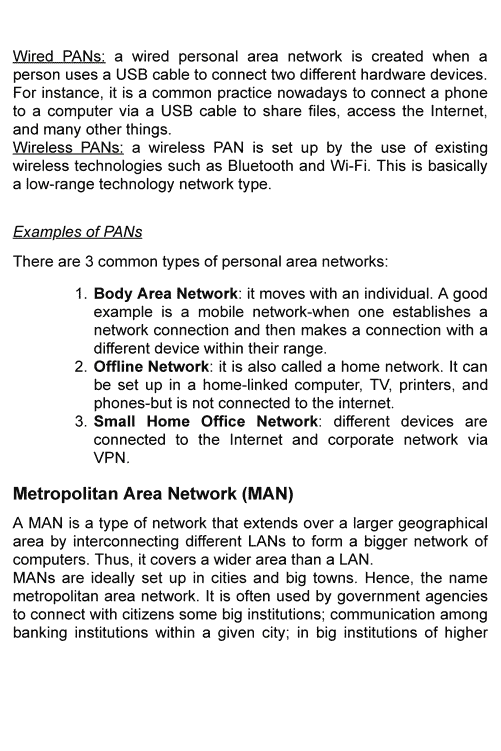 Wired PANs: a wired personal area network is created when a
person uses a USB cable to connect two different hardware devices.
For instance, it is a common practice nowadays to connect a phone
to a computer via a USB cable to share files, access the Internet,
and many other things.
Wireless PANs: a wireless PAN is set up by the use of existing
wireless technologies such as Bluetooth and Wi-Fi. This is basically
a low-range technology network type.
Examples of PANs
There are 3 common types of personal area networks:
1. Body Area Network: it moves with an individual. A good
example is a mobile network-when one establishes a
network connection and then makes a connection with a
different device within their range.
2. Offline Network: it is also called a home network. It can
be set up in a home-linked computer, TV, printers, and
phones-but is not connected to the internet.
3. Small Home Office Network: different devices are
connected to the Internet and corporate network via
VPN.
Metropolitan Area Network (MAN)
A MAN is a type of network that extends over a larger geographical
area by interconnecting different LANs to form a bigger network of
computers. Thus, it covers a wider area than a LAN.
MANs are ideally set up in cities and big towns. Hence, the name
metropolitan area network. It is often used by government agencies
to connect with citizens some big institutions; communication among
banking institutions within a given city; in big institutions of higher